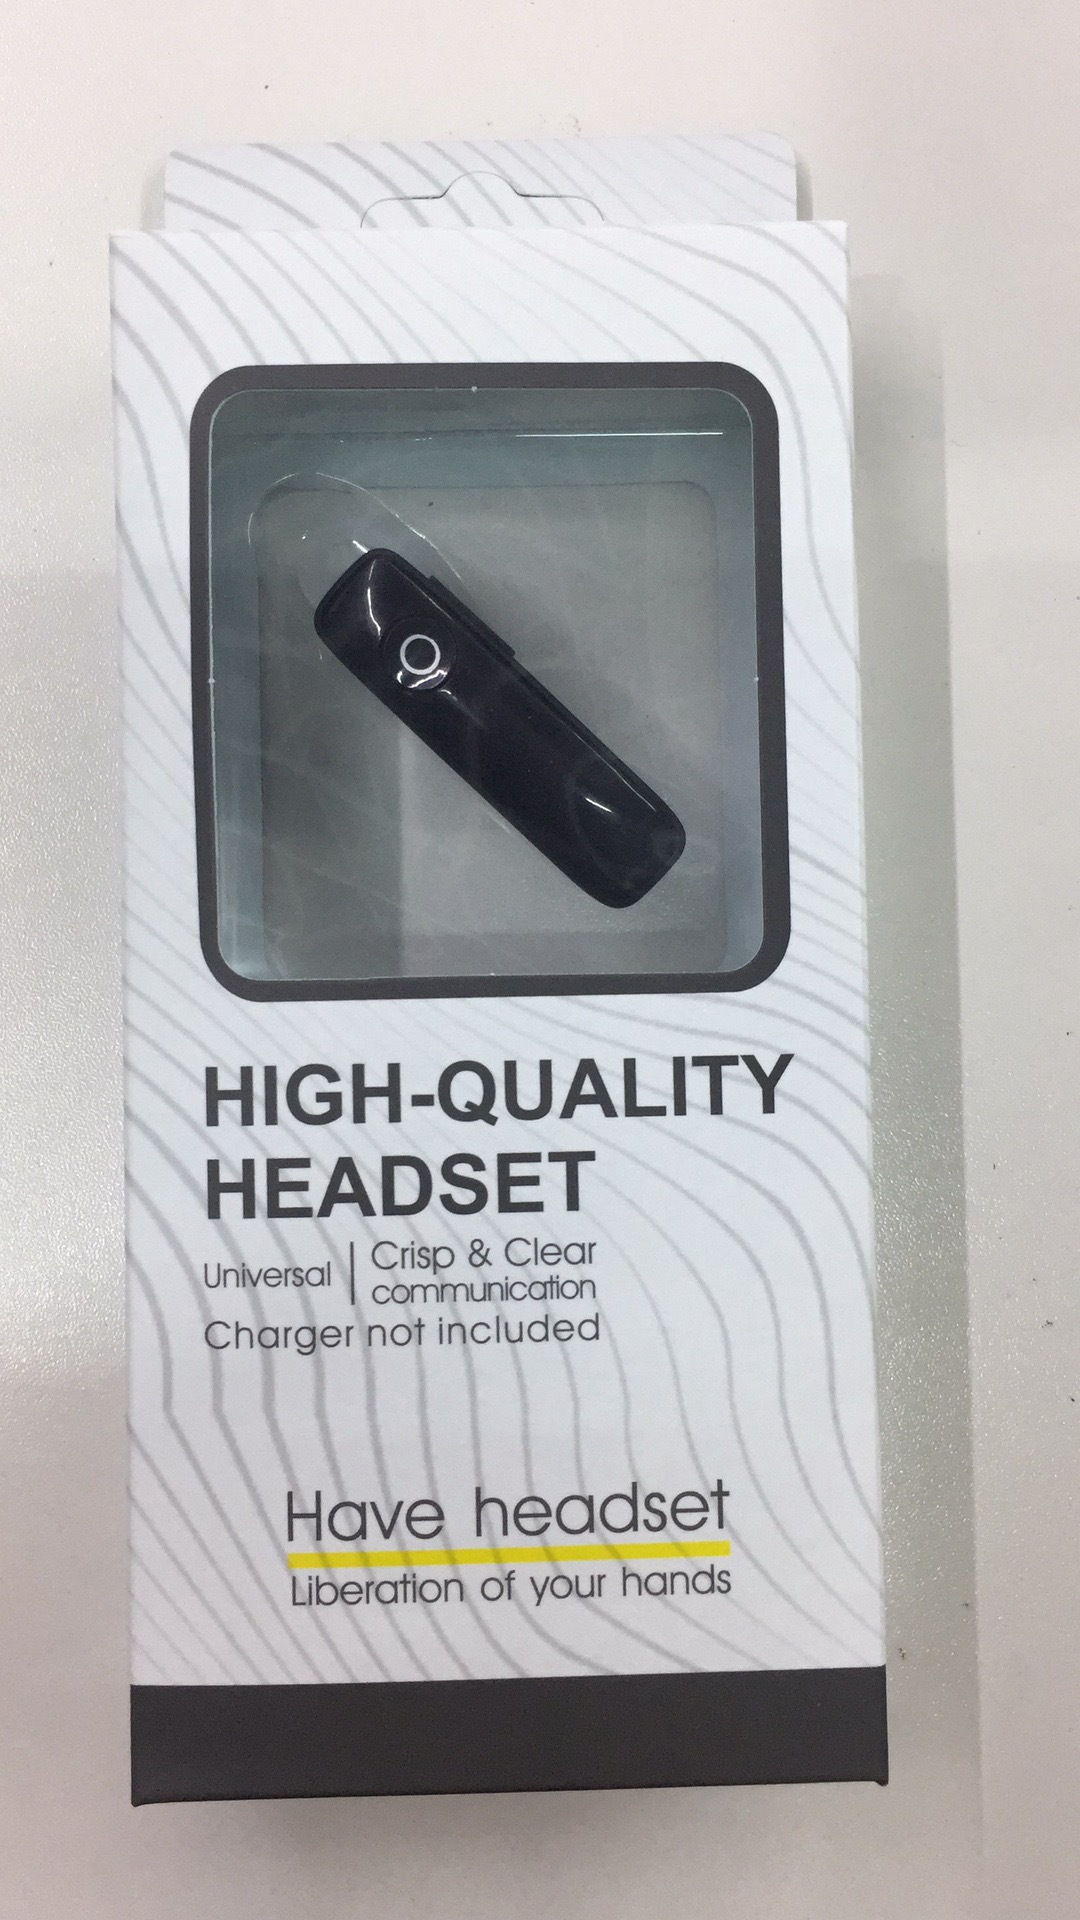 HIGH-QUALITY
HEADSET
Universal
Crisp & Clear
communication
Charger not included
Have headset
Liberation of your hands